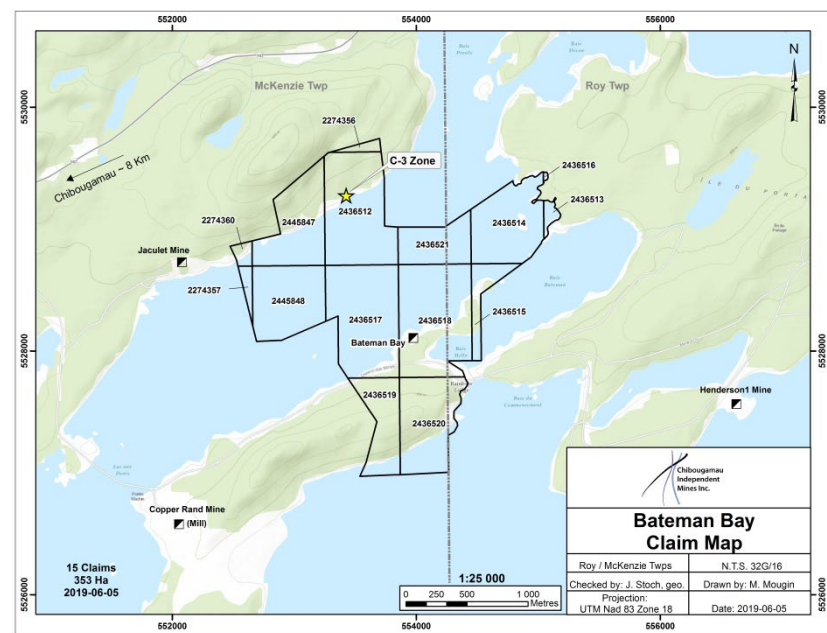 552000
554000
556000
5530000
5530000
McKenzie Twp
Roy Twp
N
2274356
C-3 Zone
Chibougamau ~ 8 Km
2436516
2436513
2436512
2445847
2436514
2274360
2436521
Jaculet Mine
2274357
2445848
2436515
2436517
2436518
5528000
5528000
Bateman Bay
2436519
2436520
Henderson1 Mine
Copper Rand Mine
(Mill)
Chibougamau
Independent
Mines Inc.
Bateman Bay
Claim Map
Roy / McKenzie Twps
N.T.S. 32G/16
Checked by: J. Stoch, geo.
Drawn by: M. Mougin
Projection:
UTM Nad 83 Zone 18
Date: 2019-06-05
15 Claims
353 Ha
2019-06-05
1:25 000
0 250 500 1 000
Metres
5526000
5526000
552000
554000
556000